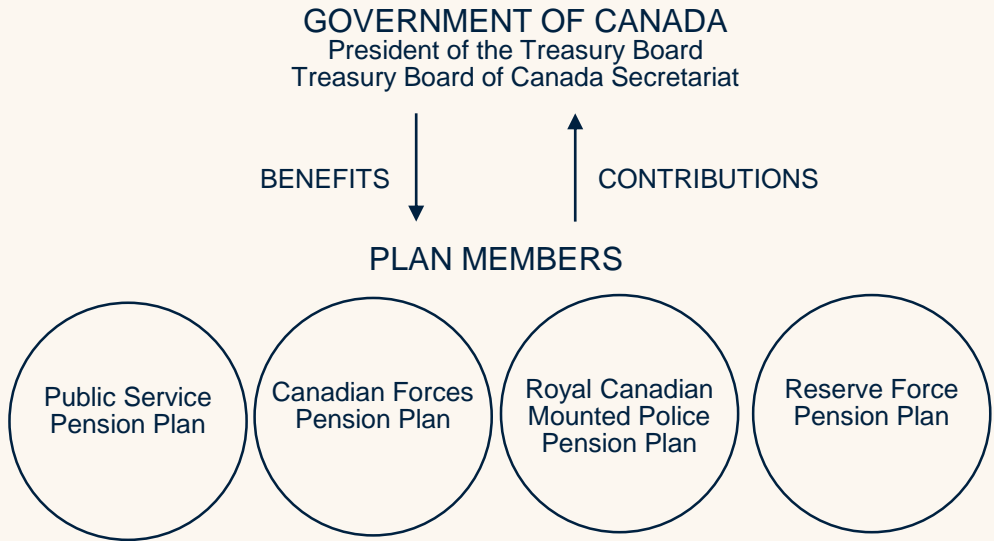 GOVERNMENT OF CANADA
President of the Treasury Board
Treasury Board of Canada Secretariat
BENEFITS
CONTRIBUTIONS
PLAN MEMBERS
Public Service
Pension Plan
Canadian Forces
Pension Plan
Royal Canadian
Mounted Police
Pension Plan
Reserve Force
Pension Plan